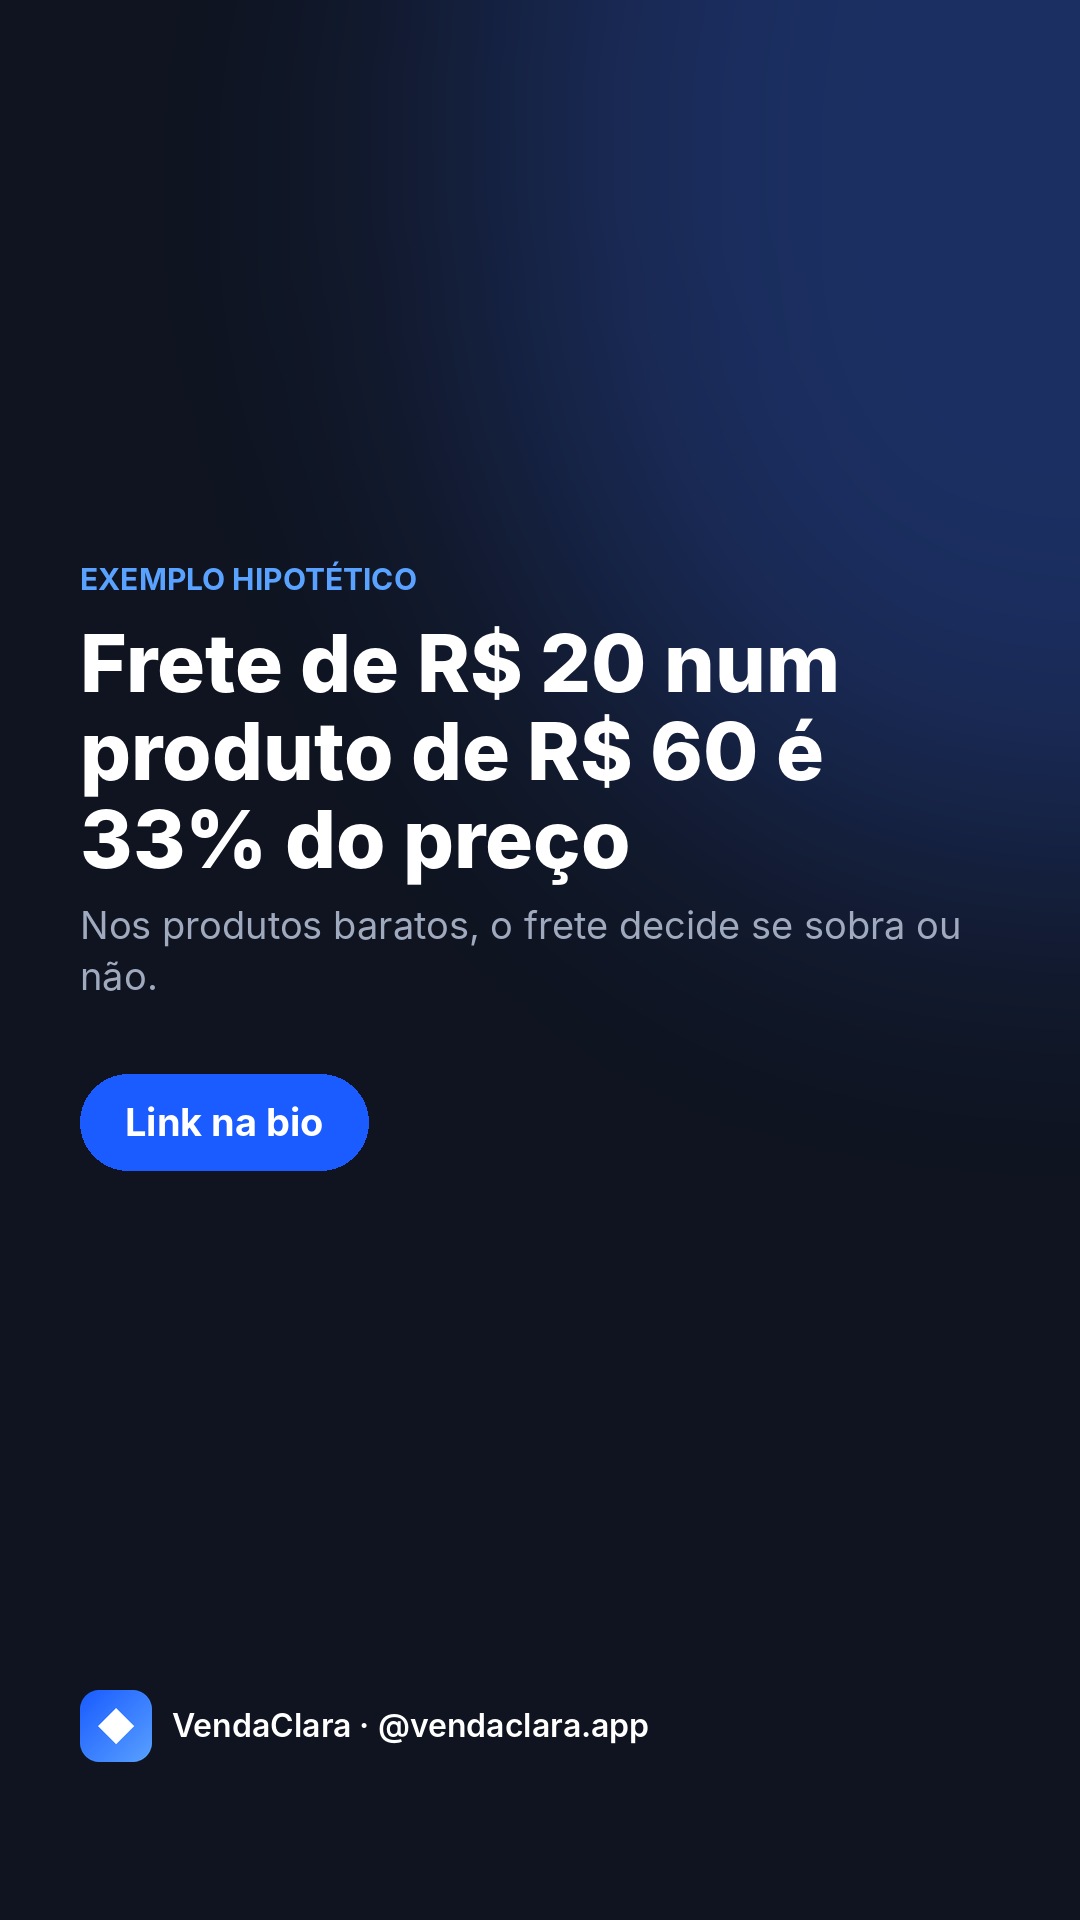 EXEMPLO HIPOTÉTICO
Frete de R$ 20 num
produto de R$ 60 é
33% do preço
Nos produtos baratos, o frete decide se sobra ou
não.
Link na bio
VendaClara · @vendaclara.app